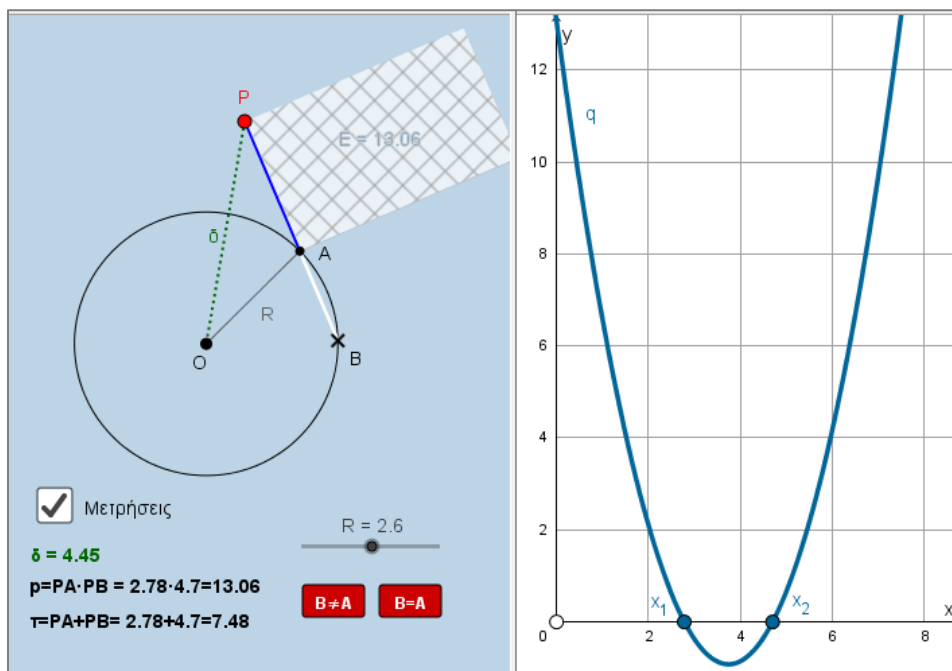 P
E = 13.06
δ
A
R
O
B
Μετρήσεις
R = 2.6
δ = 4.45
p=PA·PB = 2.78·4.7=13.06
τ=PA+PB= 2.78+4.7=7.48
B≠A
B=A
y
12
q
10
8
6
4
2
x₁
x₂
x
0
2
4
6
8